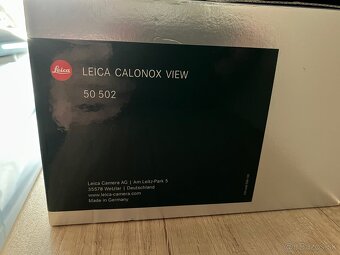 Leica
LEICA CALONOX VIEW
50 502
Leica Camera AG | Am Leitz-Park 5
35578 Wetzlar | Deutschland
www.leica-camera.com
Made in Germany